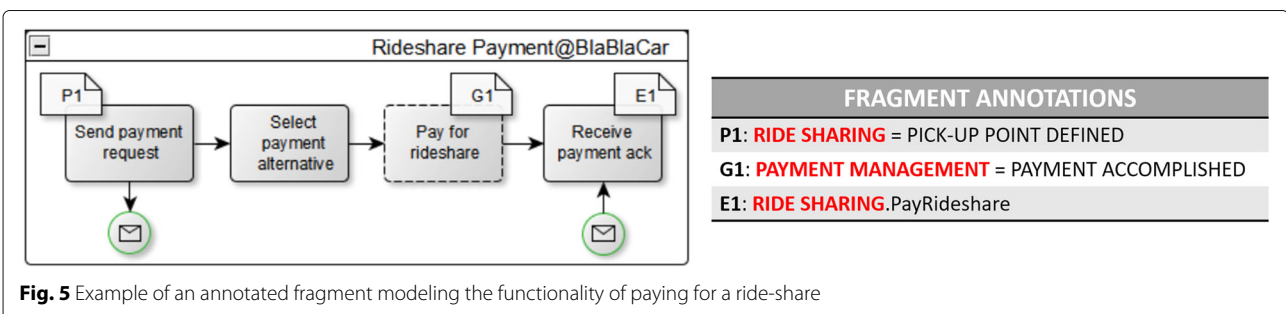 Rideshare Payment@BlaBlaCar
P1
Send payment
request
Select
payment
alternative
G1
Pay for
rideshare
E1
Receive
payment ack
FRAGMENT ANNOTATIONS
P1: RIDE SHARING = PICK-UP POINT DEFINED
G1: PAYMENT MANAGEMENT = PAYMENT ACCOMPLISHED
E1: RIDE SHARING.PayRideshare
Fig. 5 Example of an annotated fragment modeling the functionality of paying for a ride-share